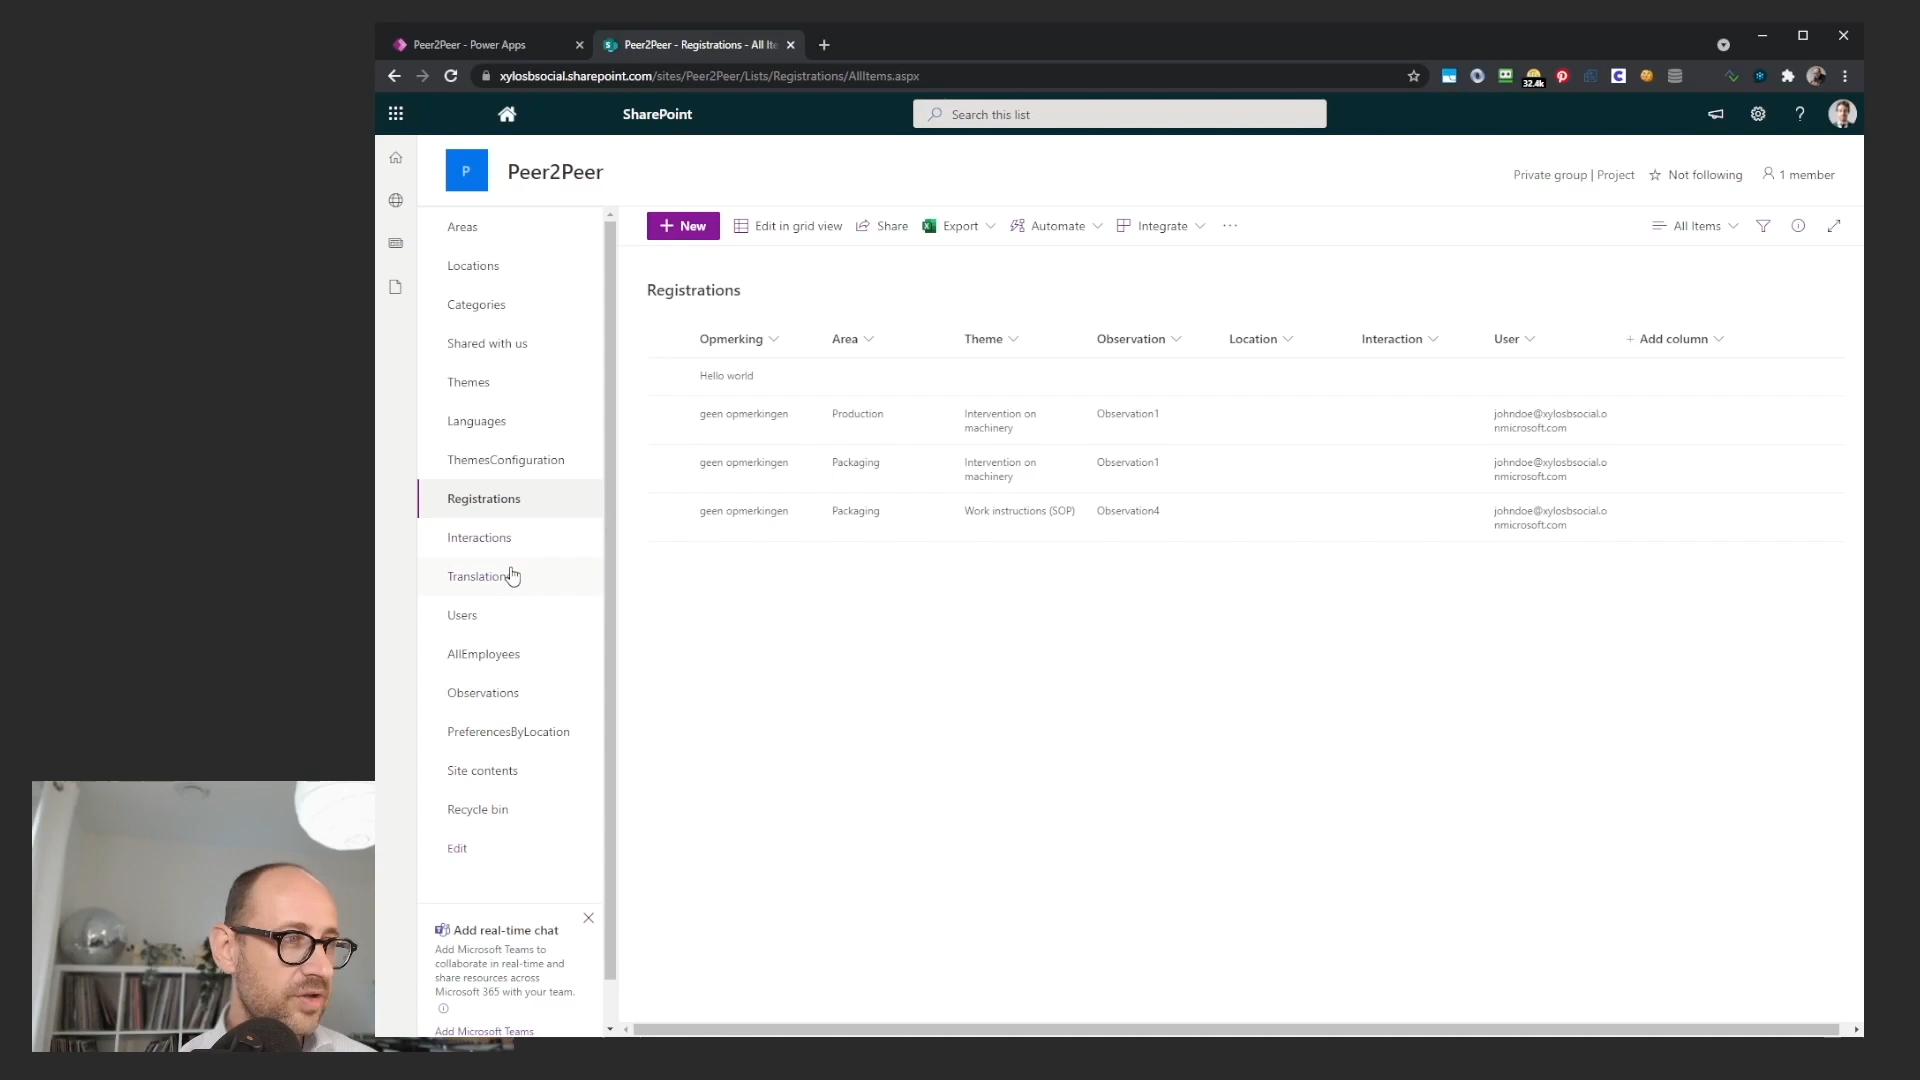 Peer2Peer - Power Apps
Peer2Peer - Registrations - All Ite
xylosbsocial.sharepoint.com/sites/Peer2Peer/Lists/Registrations/AllItems.aspx
32.4k
SharePoint
Search this list
P
Peer2Peer
Private group | Project
Not following
1 member
Areas
Locations
Categories
Shared with us
Themes
Languages
ThemesConfiguration
Registrations
Interactions
Translation
Users
AllEmployees
Observations
PreferencesByLocation
Site contents
Recycle bin
Edit
Add real-time chat
Add Microsoft Teams to
collaborate in real-time and
share resources across
Microsoft 365 with your team.
Add Microsoft Teams
+ New
Edit in grid view
Share
Export
Automate
Integrate
···
All Items
Registrations
Opmerking
Area
Theme
Observation
Location
Interaction
User
+ Add column
Hello world
geen opmerkingen
Production
Intervention on
machinery
Observation1
johndoe@xylosbsocial.o
nmicrosoft.com
geen opmerkingen
Packaging
Intervention on
machinery
Observation1
johndoe@xylosbsocial.o
nmicrosoft.com
geen opmerkingen
Packaging
Work instructions (SOP)
Observation4
johndoe@xylosbsocial.o
nmicrosoft.com